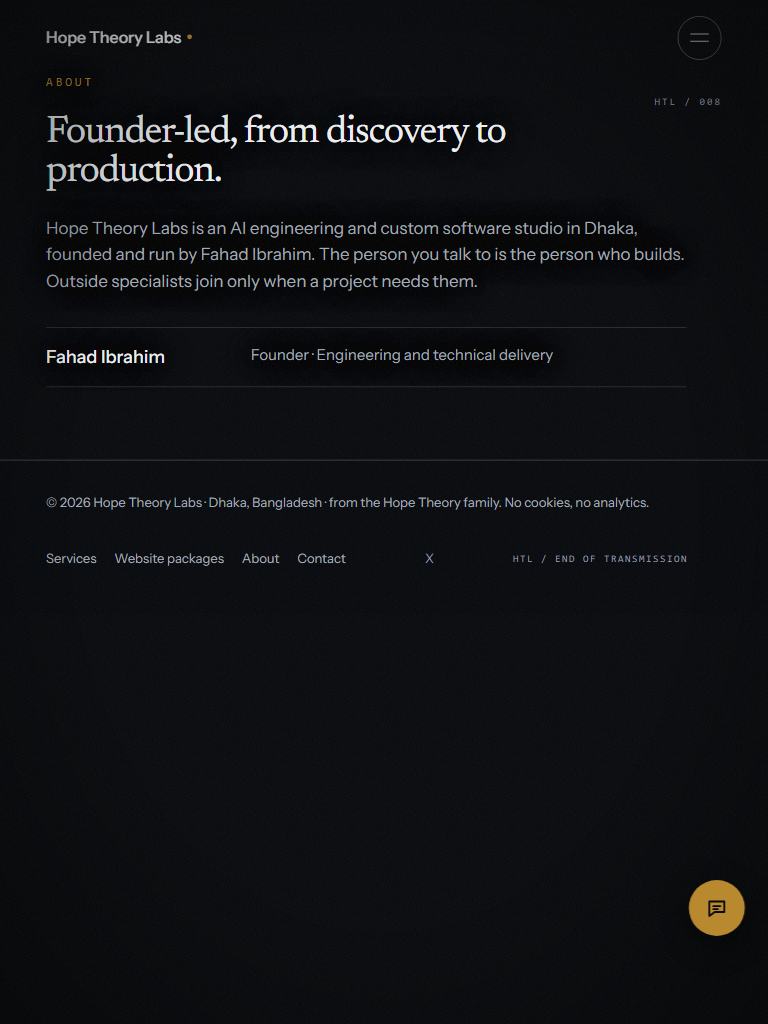 Hope Theory Labs
ABOUT
HTL / 008
Founder-led, from discovery to
production.
Hope Theory Labs is an AI engineering and custom software studio in Dhaka,
founded and run by Fahad Ibrahim. The person you talk to is the person who builds.
Outside specialists join only when a project needs them.
Fahad Ibrahim
Founder · Engineering and technical delivery
© 2026 Hope Theory Labs · Dhaka, Bangladesh · from the Hope Theory family. No cookies, no analytics.
Services Website packages About Contact X HTL / END OF TRANSMISSION